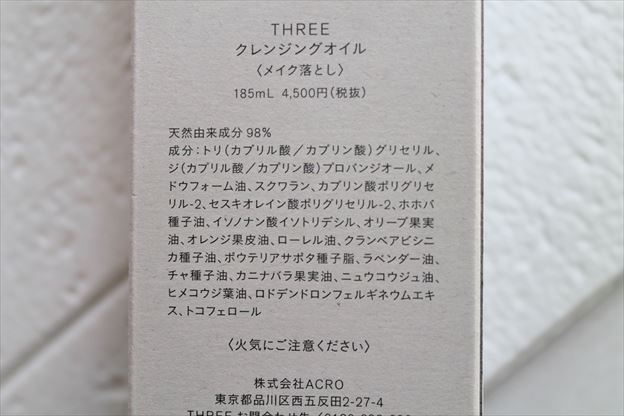 THREE
クレンジングオイル
〈メイク落とし〉
185mL 4,500円(税抜)
天然由来成分98%
成分:トリ(カプリル酸/カプリン酸)グリセリル、
ジ(カプリル酸/カプリン酸)プロパンジオール、メ
ドウフォーム油、スクワラン、カプリン酸ポリグリセ
リル-2、セスキオレイン酸ポリグリセリル-2、ホホバ
種子油、イソノナン酸イソトリデシル、オリーブ果実
油、オレンジ果皮油、ローレル油、クランベアビシニ
カ種子油、ポウテリアサポタ種子脂、ラベンダー油、
チャ種子油、カニナバラ果実油、ニュウコウジュ油、
ヒメコウジ葉油、ロドデンドロンフェルギネウムエキ
ス、トコフェロール
〈火気にご注意ください〉
株式会社ACRO
東京都品川区西五反田2-27-4
THREE お問合わせ先